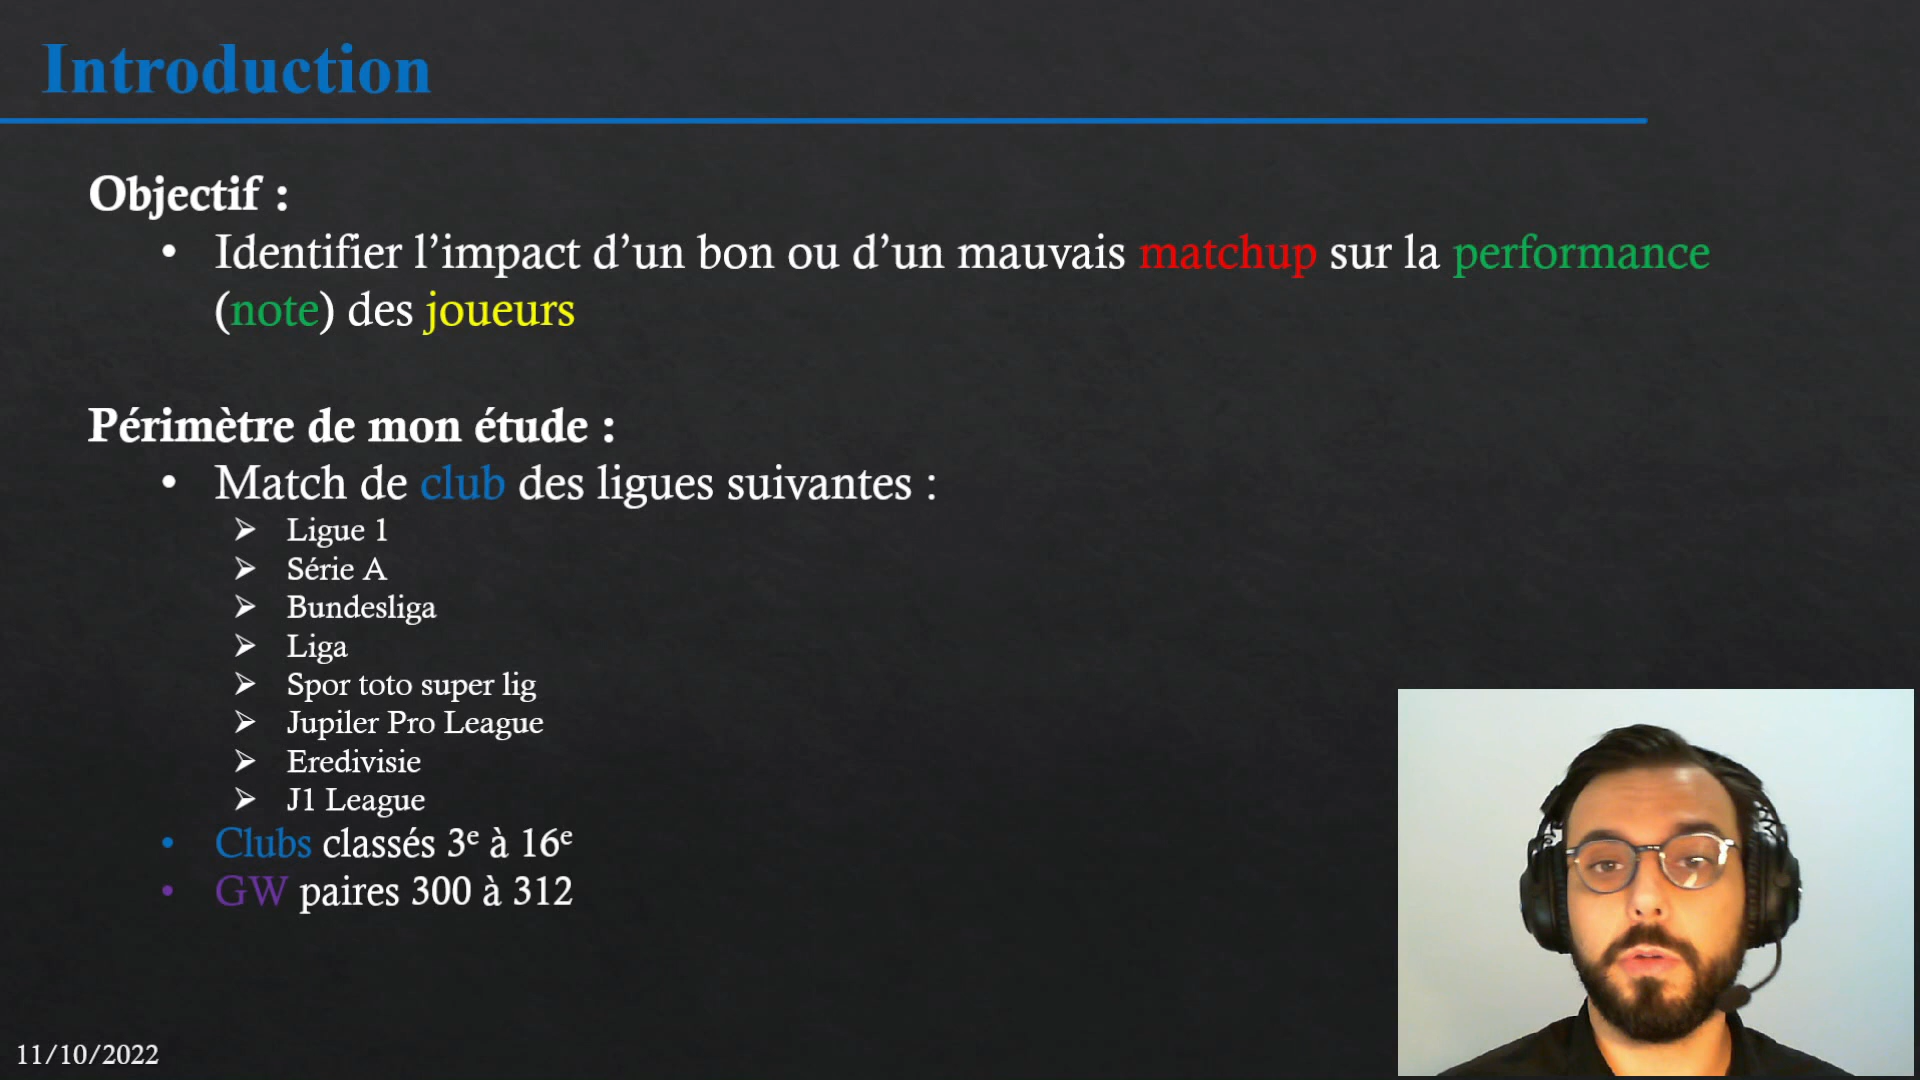 Introduction
Objectif :
• Identifier l’impact d’un bon ou d’un mauvais matchup sur la performance
(note) des joueurs
Périmètre de mon étude :
• Match de club des ligues suivantes :
➢ Ligue 1
➢ Série A
➢ Bundesliga
➢ Liga
➢ Spor toto super lig
➢ Jupiler Pro League
➢ Eredivisie
➢ J1 League
• Clubs classés 3ᵉ à 16ᵉ
• GW paires 300 à 312
11/10/2022